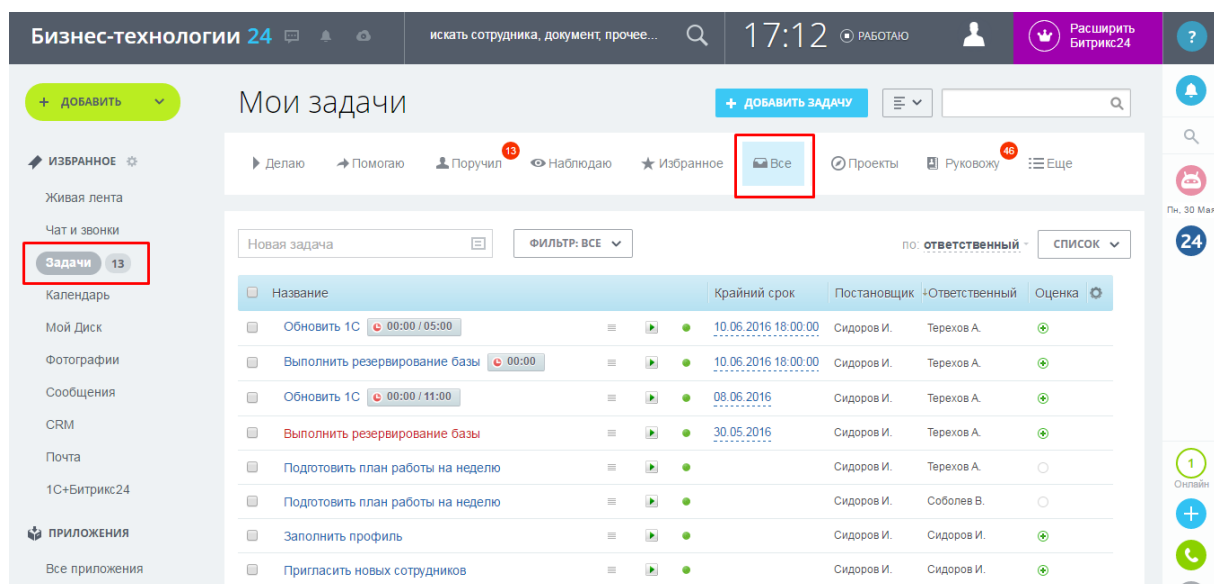 Бизнес-технологии 24
искать сотрудника, документ, прочее...
17:12
РАБОТАЮ
Расширить
Битрикс24
?
+ ДОБАВИТЬ
Мои задачи
+ ДОБАВИТЬ ЗАДАЧУ
ИЗБРАННОЕ
Делаю Помогаю Поручил 13 Наблюдаю Избранное Все Проекты Руковожу 46 Еще
Живая лента
Чат и звонки
Задачи 13
Календарь
Мой Диск
Фотографии
Сообщения
CRM
Почта
1С+Битрикс24
ПРИЛОЖЕНИЯ
Все приложения
Новая задача
ФИЛЬТР: ВСЕ
по: ответственный
СПИСОК
Название Крайний срок Постановщик Ответственный Оценка
Обновить 1С 00:00 / 05:00 10.06.2016 18:00:00 Сидоров И. Терехов А.
Выполнить резервирование базы 00:00 10.06.2016 18:00:00 Сидоров И. Терехов А.
Обновить 1С 00:00 / 11:00 08.06.2016 Сидоров И. Терехов А.
Выполнить резервирование базы 30.05.2016 Сидоров И. Терехов А.
Подготовить план работы на неделю Сидоров И. Терехов А.
Подготовить план работы на неделю Сидоров И. Соболев В.
Заполнить профиль Сидоров И. Сидоров И.
Пригласить новых сотрудников Сидоров И. Сидоров И.
Пн, 30 Мая
24
1
Онлайн